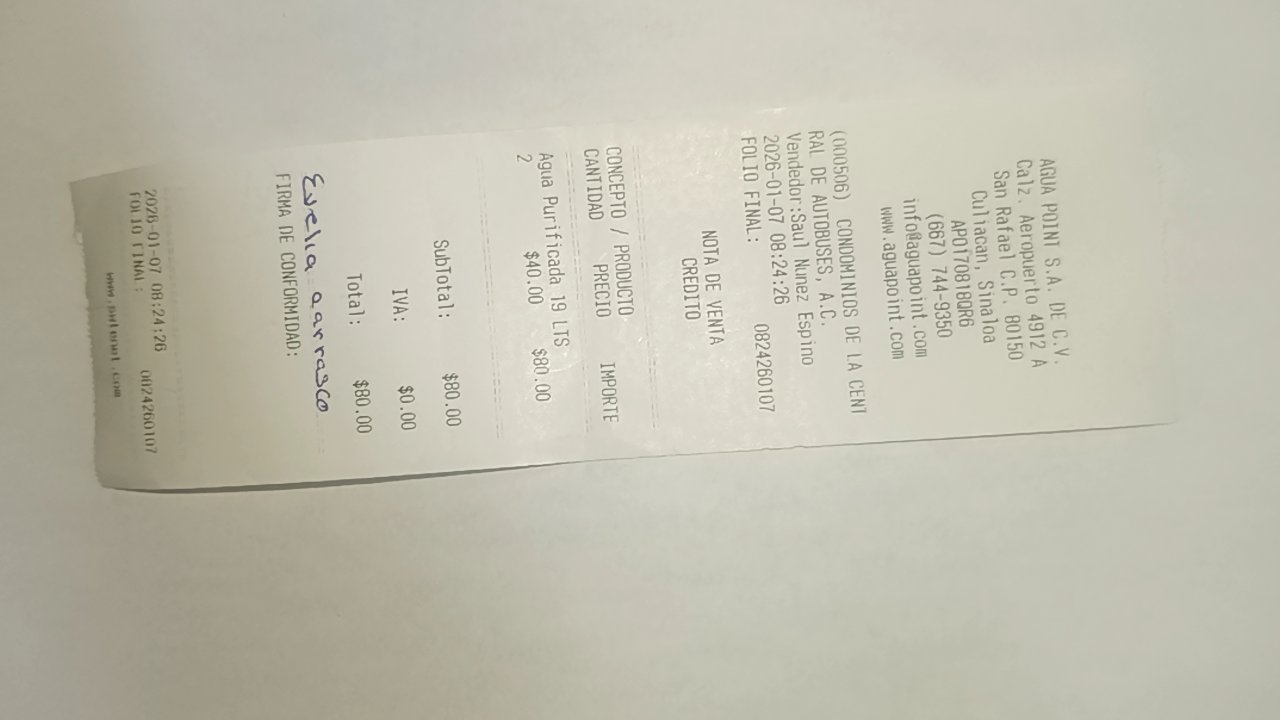 AGUA POINT S.A. DE C.V.
Calz. Aeropuerto 4912 A
San Rafael C.P. 80150
Culiacan, Sinaloa
APO170818QR6
(667) 744-9350
info@aguapoint.com
www.aguapoint.com
(000506) CONDOMINIOS DE LA CENT
RAL DE AUTOBUSES, A.C.
Vendedor:Saul Nunez Espino
2026-01-07 08:24:26
FOLIO FINAL: 0824260107
NOTA DE VENTA
CREDITO
CONCEPTO / PRODUCTO
CANTIDAD PRECIO IMPORTE
Agua Purificada 19 LTS
2 $40.00 $80.00
SubTotal: $80.00
IVA: $0.00
Total: $80.00
Evelia carrasco
FIRMA DE CONFORMIDAD:
2026-01-07 08:24:26
FOLIO FINAL: 0824260107